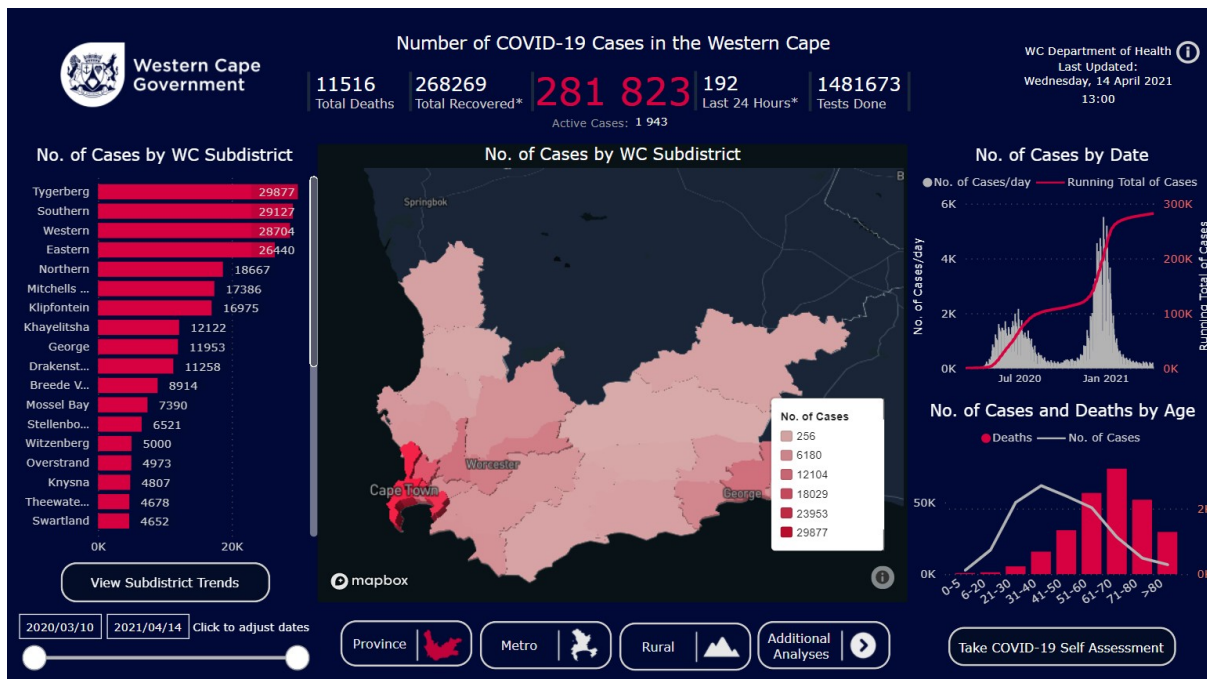 Western Cape
Government
Number of COVID-19 Cases in the Western Cape
11516
Total Deaths
268269
Total Recovered*
281 823
192
Last 24 Hours*
1481673
Tests Done
Active Cases: 1 943
WC Department of Health
Last Updated:
Wednesday, 14 April 2021
13:00
No. of Cases by WC Subdistrict
Tygerberg 29877
Southern 29127
Western 28704
Eastern 26440
Northern 18667
Mitchells ... 17386
Klipfontein 16975
Khayelitsha 12122
George 11953
Drakenst... 11258
Breede V... 8914
Mossel Bay 7390
Stellenbo... 6521
Witzenberg 5000
Overstrand 4973
Knysna 4807
Theewate... 4678
Swartland 4652
0K 20K
View Subdistrict Trends
2020/03/10 2021/04/14 Click to adjust dates
No. of Cases by WC Subdistrict
Springbok
B
Worcester
Cape Town
George
No. of Cases
256
6180
12104
18029
23953
29877
mapbox
Province
Metro
Rural
Additional
Analyses
No. of Cases by Date
No. of Cases/day Running Total of Cases
6K 300K
4K 200K
2K 100K
0K 0K
Jul 2020 Jan 2021
No. of Cases/day
Running Total of Cases
No. of Cases and Deaths by Age
Deaths No. of Cases
50K 2K
0K 0K
0-5 6-20 21-30 31-40 41-50 51-60 61-70 71-80 >80
Take COVID-19 Self Assessment